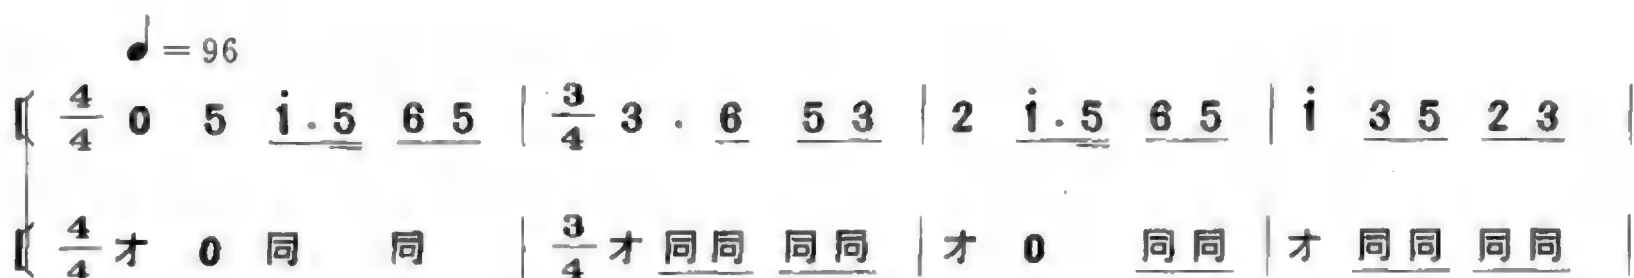 ♩= 96
4/4 0 5 i̇.5 6 5 | 3/4 3 . 6 5 3 | 2 i̇.5 6 5 | i̇ 3 5 2 3 |
4/4 才 0 同 同 | 3/4 才 同同 同同 | 才 0 同同 | 才 同同 同同 |